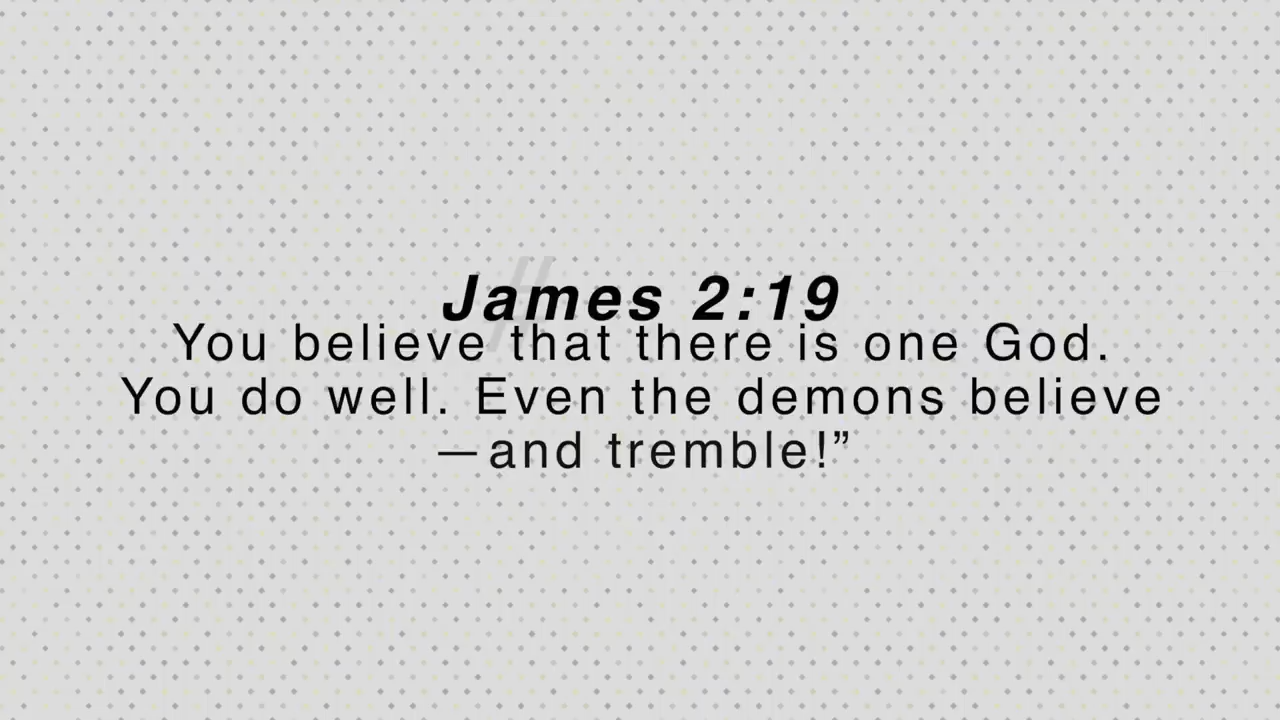 James 2:19
You believe that there is one God.
You do well. Even the demons believe
—and tremble!”